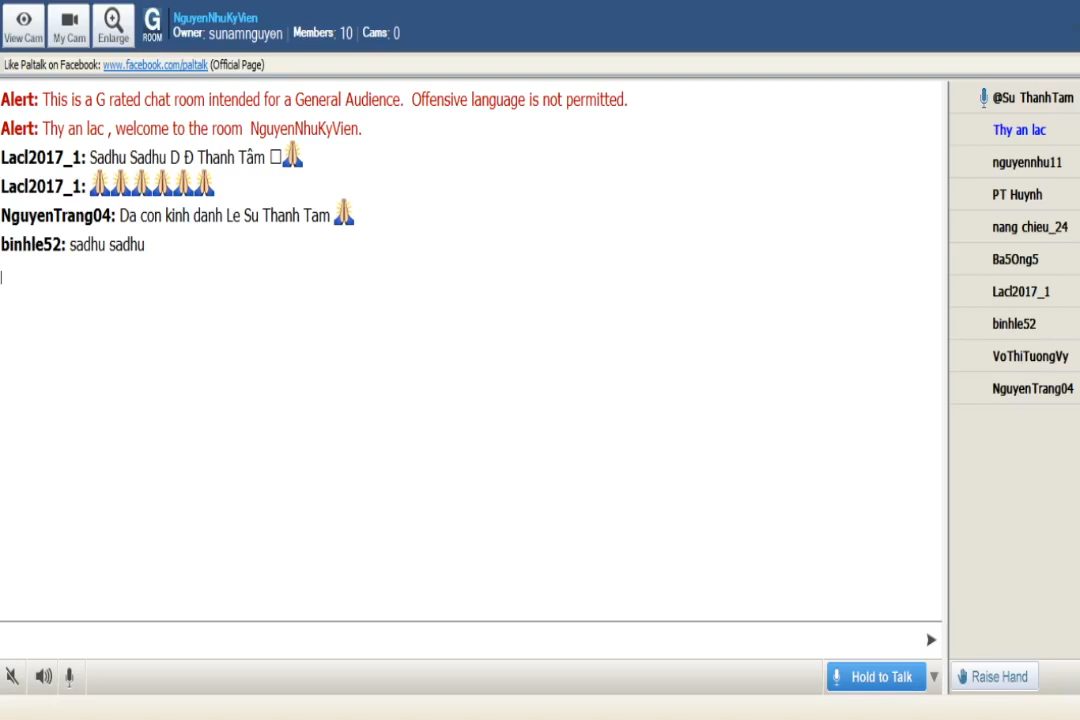 View Cam
My Cam
Enlarge
G
ROOM
NguyenNhuKyVien
Owner: sunamnguyen | Members: 10 | Cams: 0
Like Paltalk on Facebook: www.facebook.com/paltalk (Official Page)
Alert: This is a G rated chat room intended for a General Audience. Offensive language is not permitted.
Alert: Thy an lac , welcome to the room NguyenNhuKyVien.
Lacl2017_1: Sadhu Sadhu D Đ Thanh Tâm □🙏
Lacl2017_1: 🙏🙏🙏🙏🙏🙏
NguyenTrang04: Da con kinh danh Le Su Thanh Tam 🙏
binhle52: sadhu sadhu
@Su ThanhTam
Thy an lac
nguyennhu11
PT Huynh
nang chieu_24
Ba5Ong5
Lacl2017_1
binhle52
VoThiTuongVy
NguyenTrang04
Hold to Talk
Raise Hand